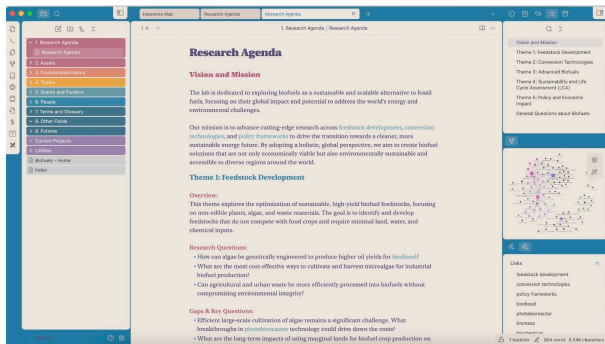 Ideaverse Map
Research Agenda
Research Agenda
1. Research Agenda / Research Agenda
1. Research Agenda
Research Agenda
2. Assets
3. Foundational Papers
4. Topics
5. Grants and Funders
6. People
7. Terms and Glossary
8. Other Fields
9. Futures
Current Projects
Utilities
Biofuels - Home
Index
Research Agenda
Vision and Mission
The lab is dedicated to exploring biofuels as a sustainable and scalable alternative to fossil
fuels, focusing on their global impact and potential to address the world's energy and
environmental challenges.
Our mission is to advance cutting-edge research across feedstock development, conversion
technologies, and policy frameworks to drive the transition towards a cleaner, more
sustainable energy future. By adopting a holistic, global perspective, we aim to create biofuel
solutions that are not only economically viable but also environmentally sustainable and
accessible to diverse regions around the world.
Theme 1: Feedstock Development
Overview:
This theme explores the optimization of sustainable, high-yield biofuel feedstocks, focusing
on non-edible plants, algae, and waste materials. The goal is to identify and develop
feedstocks that do not compete with food crops and require minimal land, water, and
chemical inputs.
Research Questions:
• How can algae be genetically engineered to produce higher oil yields for biodiesel?
• What are the most cost-effective ways to cultivate and harvest microalgae for industrial
biofuel production?
• Can agricultural and urban waste be more efficiently processed into biofuels without
compromising environmental integrity?
Gaps & Key Questions:
• Efficient large-scale cultivation of algae remains a significant challenge. What
breakthroughs in photobioreactor technology could drive down the costs?
• What are the long-term impacts of using marginal lands for biofuel crop production on
Vision and Mission
Theme 1: Feedstock Development
Theme 2: Conversion Technologies
Theme 3: Advanced Biofuels
Theme 4: Sustainability and Life
Cycle Assessment (LCA)
Theme 5: Policy and Economic
Impact
General Questions about Biofuels
Links 11
feedstock development
conversion technologies
policy frameworks
biodiesel
photobioreactor
biomass
biochemical
1 backlink 804 words 6,546 characters